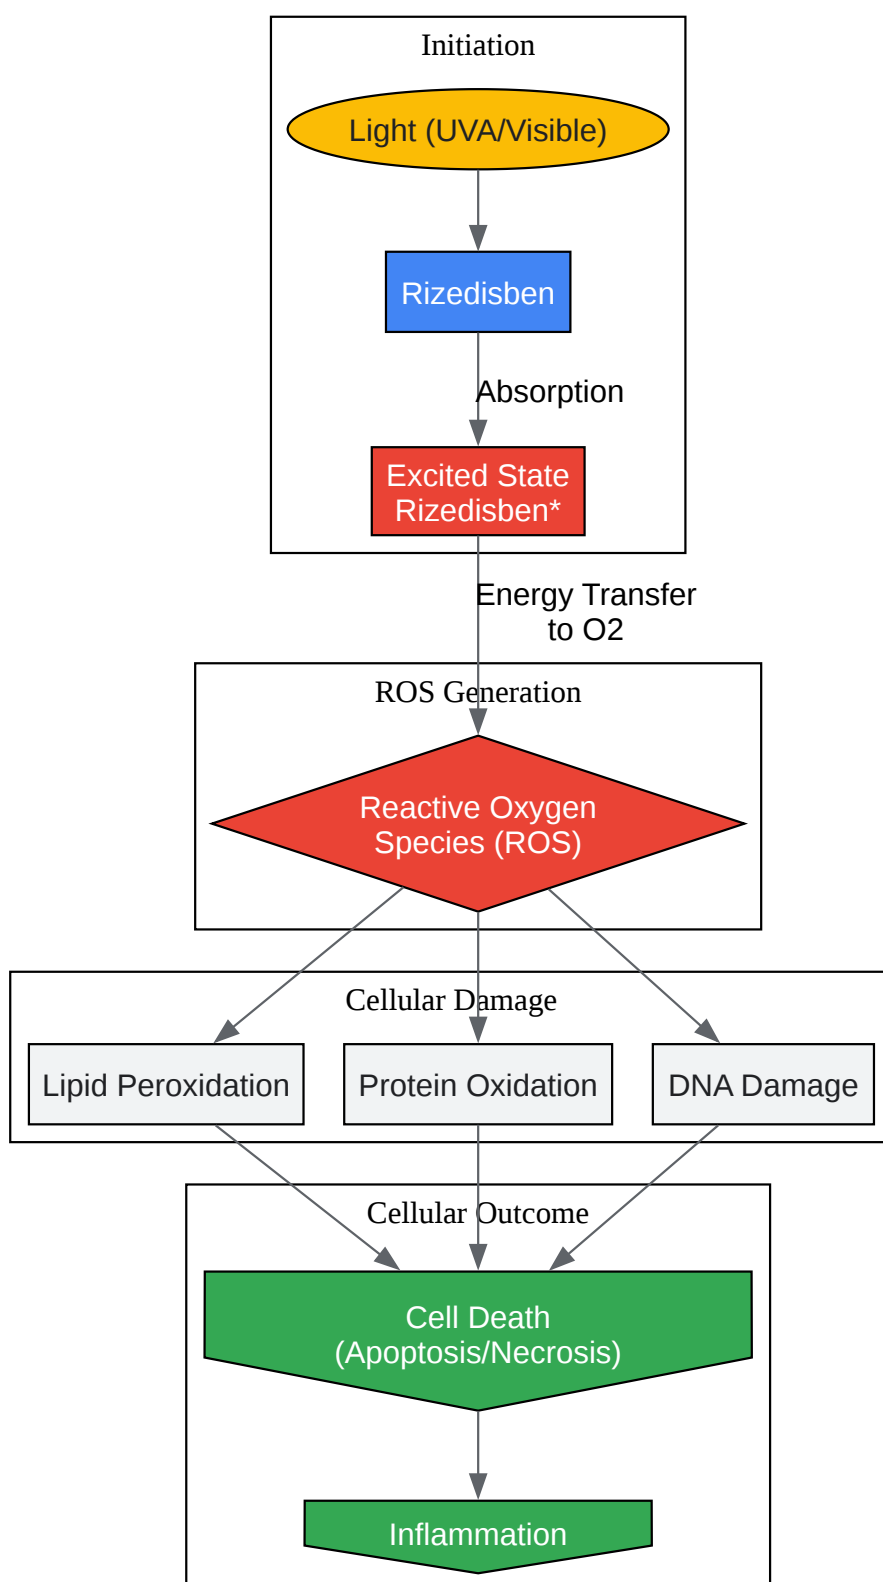 Initiation
Light (UVA/Visible)
Rizedisben
Absorption
Excited State
Rizedisben*
Energy Transfer
to O2
ROS Generation
Reactive Oxygen
Species (ROS)
Cellular Damage
Lipid Peroxidation
Protein Oxidation
DNA Damage
Cellular Outcome
Cell Death
(Apoptosis/Necrosis)
Inflammation